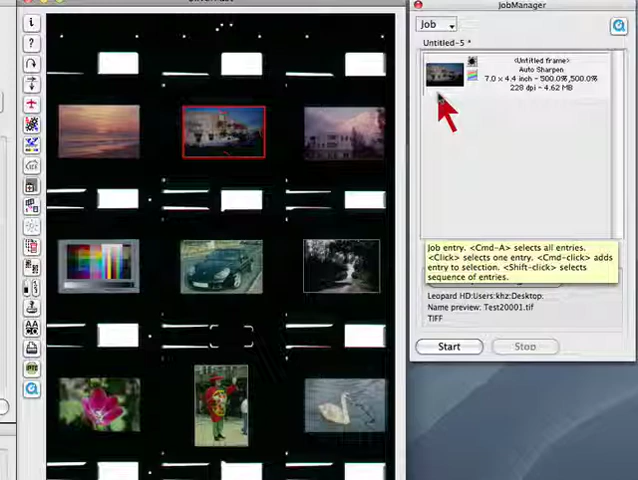 JobManager
Job
Untitled-5 *
<Untitled frame>
Auto Sharpen
7.0 x 4.4 inch - 500.0%,500.0%
228 dpi - 4.62 MB
Job entry. <Cmd-A> selects all entries.
<Click> selects one entry. <Cmd-click> adds
entry to selection. <Shift-click> selects
sequence of entries.
Leopard HD:Users:khz:Desktop:
Name preview: Test20001.tif
TIFF
Start
Stop